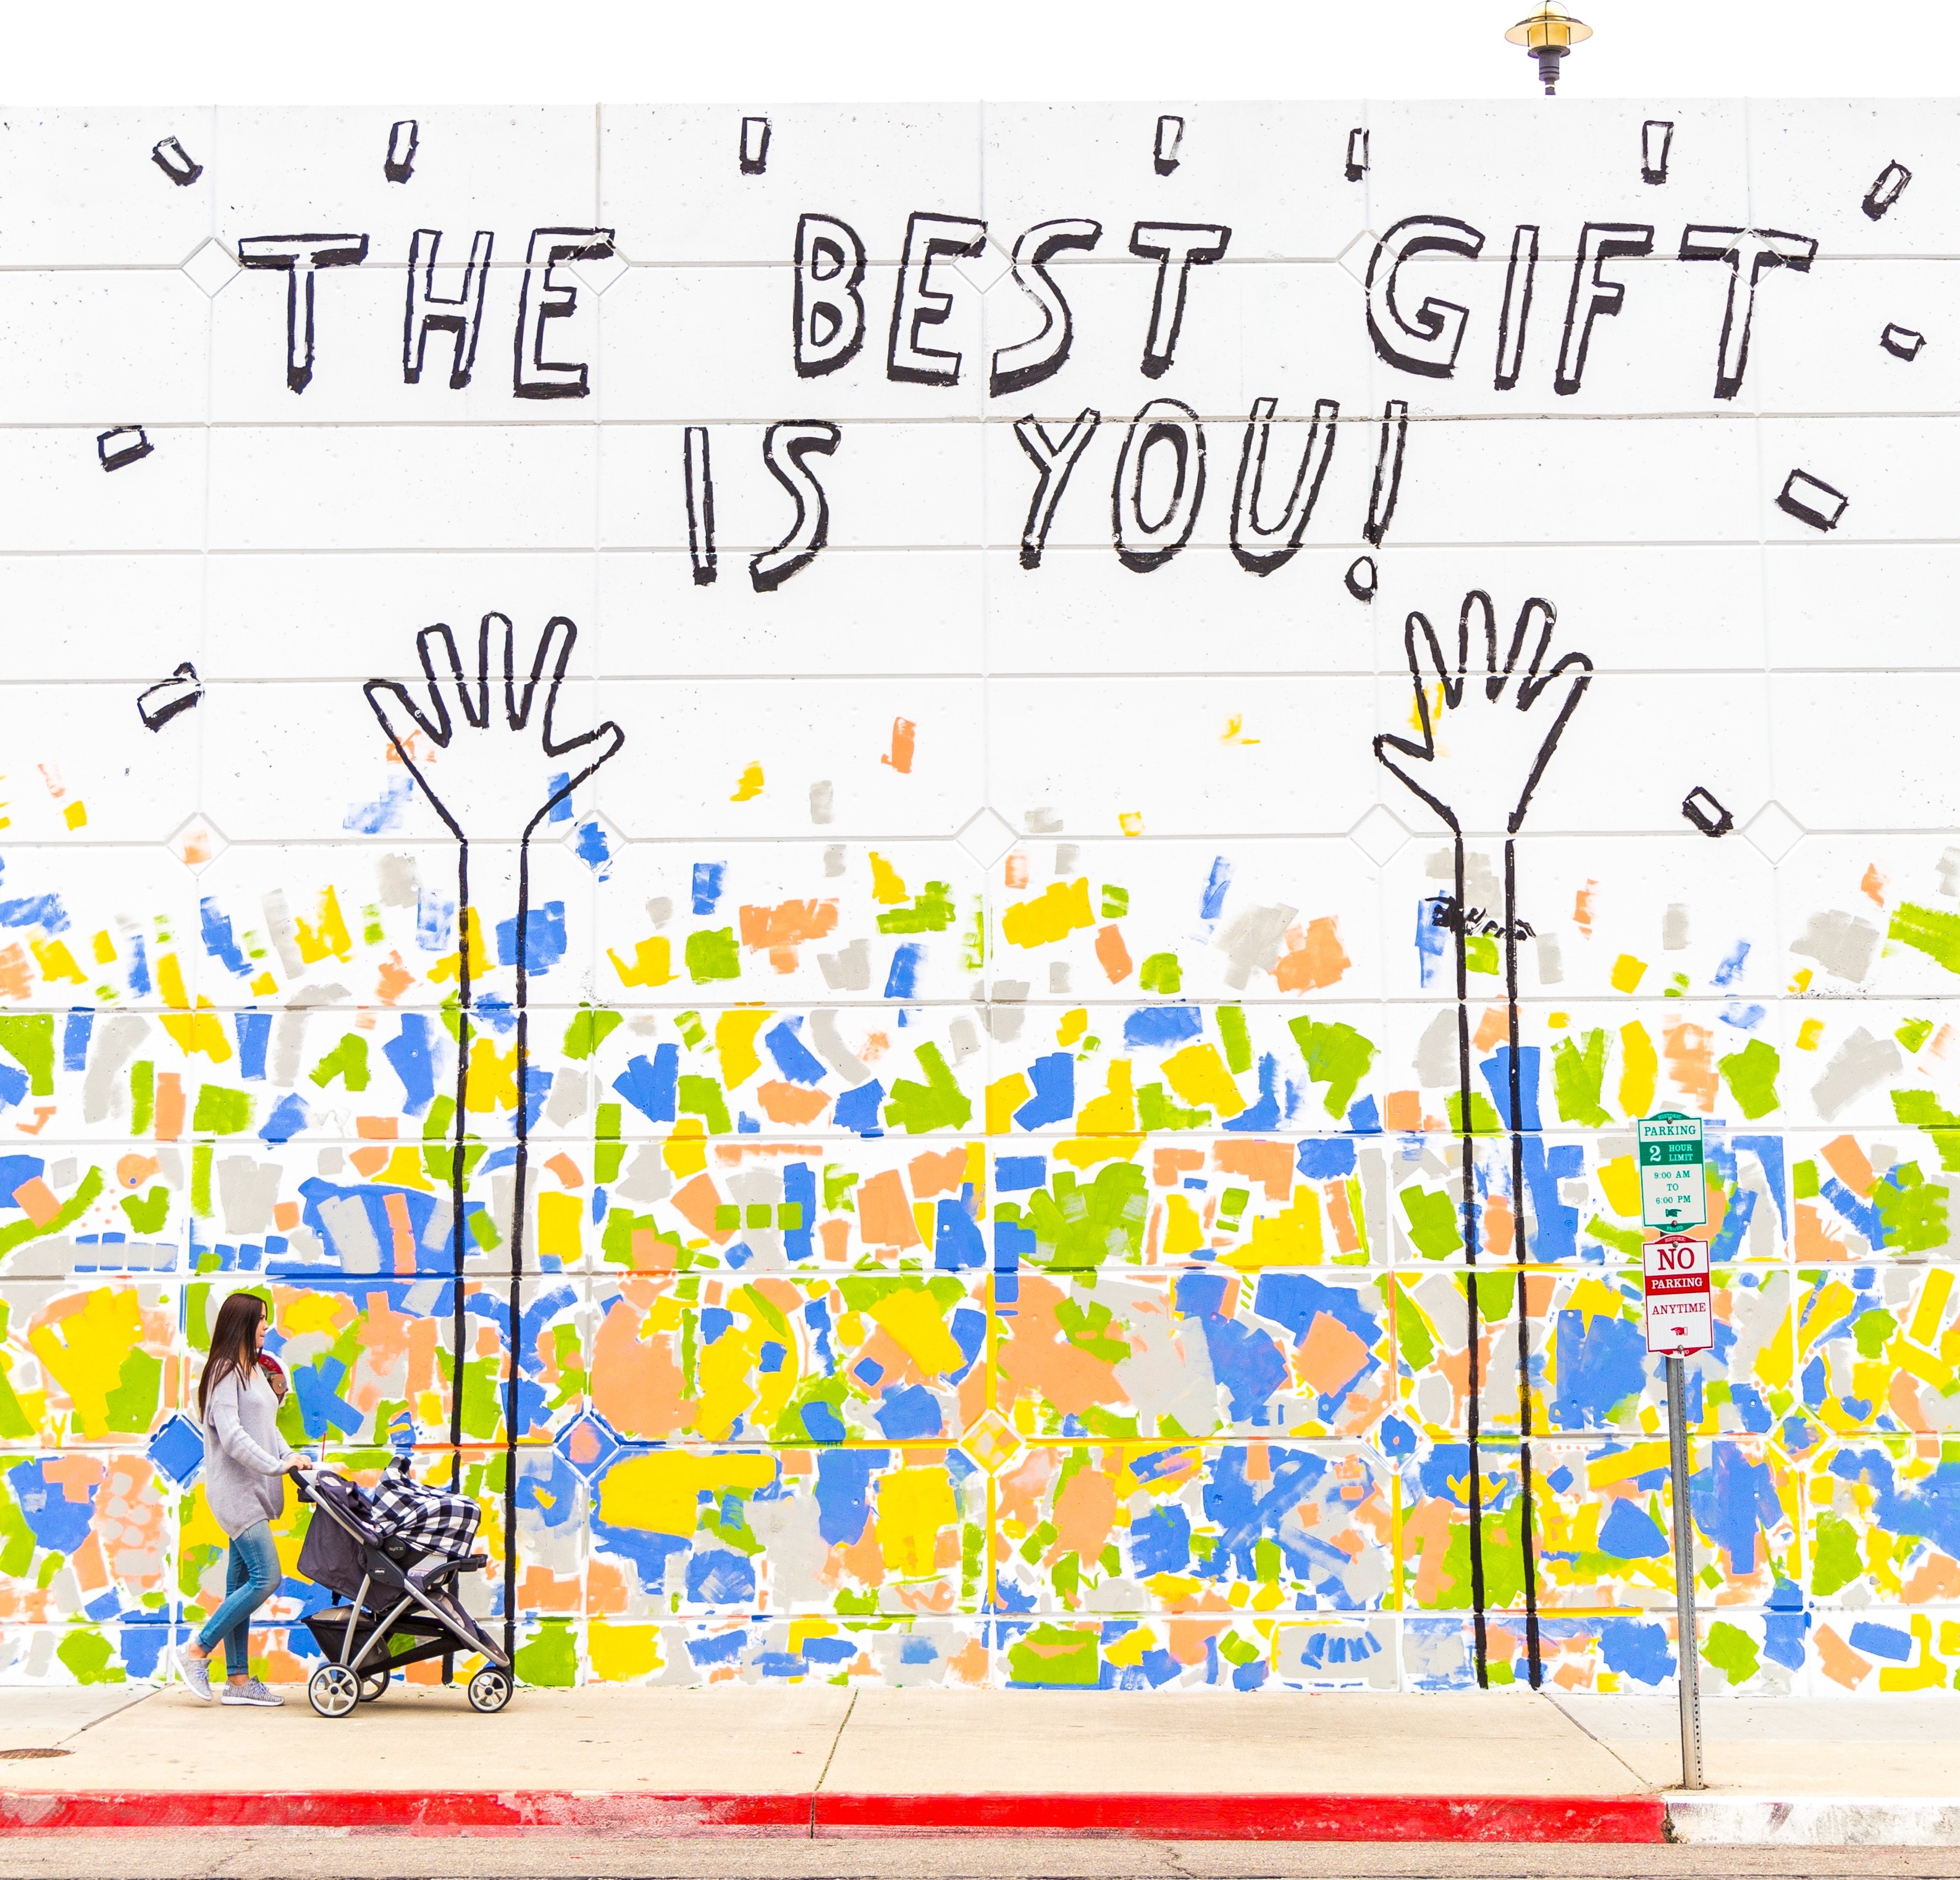 THE BEST GIFT
IS YOU!
PARKING
2 HOUR
LIMIT
9:00 AM
TO
6:00 PM
NO
PARKING
ANYTIME